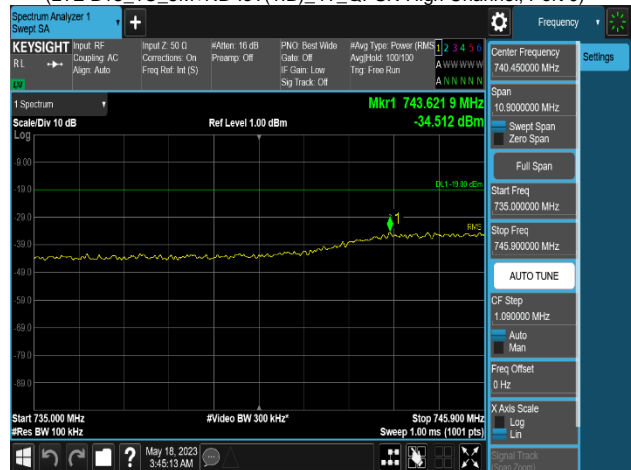 Spectrum Analyzer 1
Swept SA
Frequency
KEYSIGHT
RL
Input: RF
Coupling: AC
Align: Auto
Input Z: 50 Ω
Corrections: On
Freq Ref: Int (S)
#Atten: 16 dB
Preamp: Off
PNO: Best Wide
Gate: Off
IF Gain: Low
Sig Track: Off
#Avg Type: Power (RMS
Avg|Hold: 100/100
Trig: Free Run
1 2 3 4 5 6
A W W W W W
A N N N N N
Center Frequency
740.450000 MHz
Settings
Span
10.9000000 MHz
Swept Span
Zero Span
Full Span
Start Freq
735.000000 MHz
Stop Freq
745.900000 MHz
AUTO TUNE
CF Step
1.090000 MHz
Auto
Man
Freq Offset
0 Hz
X Axis Scale
Log
Lin
Signal Track
(Span Zoom)
1 Spectrum
Scale/Div 10 dB
Log
Ref Level 1.00 dBm
Mkr1 743.621 9 MHz
-34.512 dBm
-9.00
-19.0
DL1 -19.80 dBm
-29.0
1
RMS
-39.0
-49.0
-59.0
-69.0
-79.0
-89.0
Start 735.000 MHz
#Video BW 300 kHz*
Stop 745.900 MHz
#Res BW 100 kHz
Sweep 1.00 ms (1001 pts)
May 18, 2023
3:45:13 AM